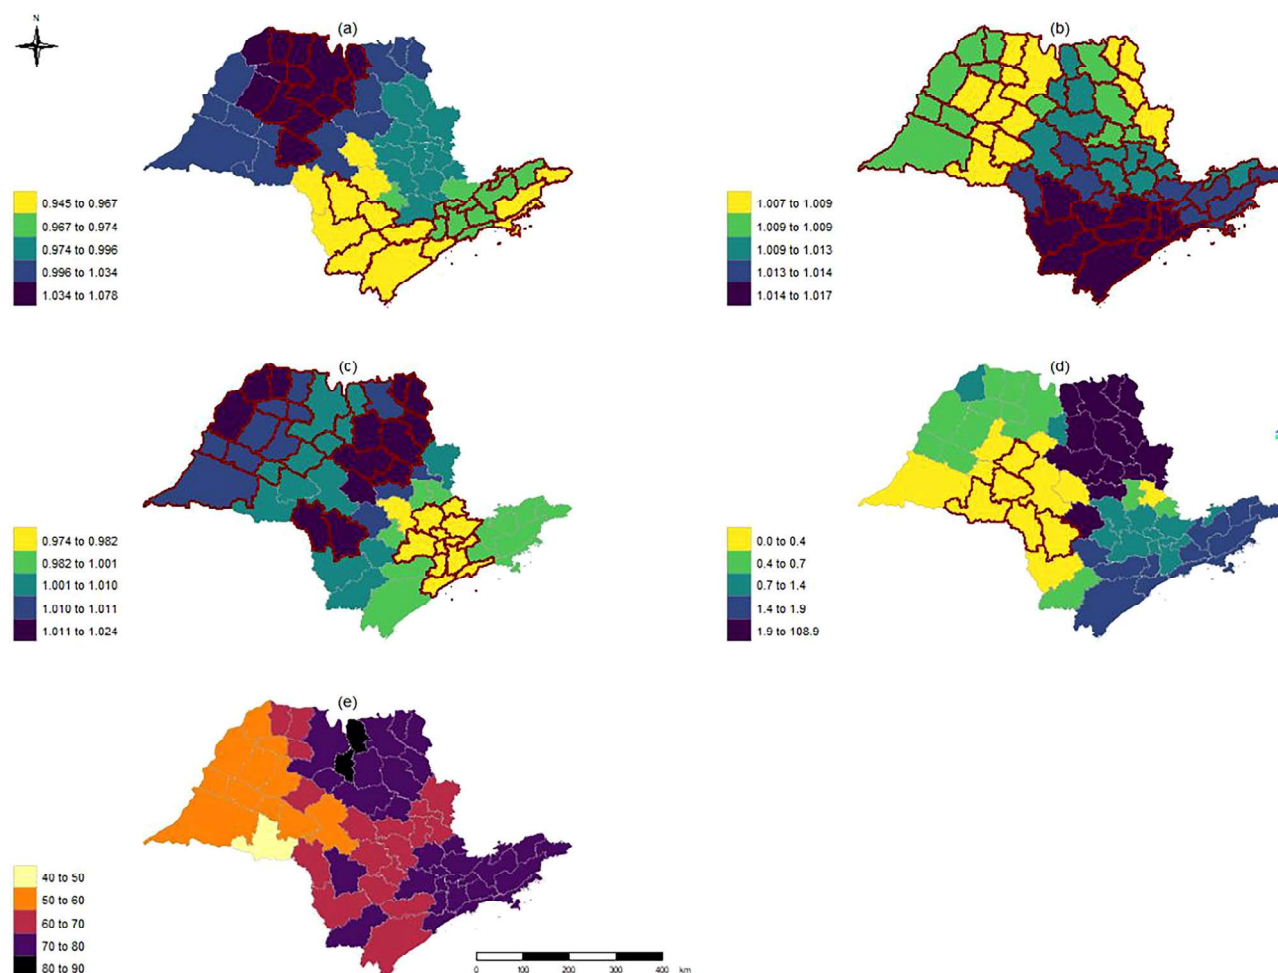 N
(a)
0.945 to 0.967
0.967 to 0.974
0.974 to 0.996
0.996 to 1.034
1.034 to 1.078
(b)
1.007 to 1.009
1.009 to 1.009
1.009 to 1.013
1.013 to 1.014
1.014 to 1.017
(c)
0.974 to 0.982
0.982 to 1.001
1.001 to 1.010
1.010 to 1.011
1.011 to 1.024
(d)
0.0 to 0.4
0.4 to 0.7
0.7 to 1.4
1.4 to 1.9
1.9 to 108.9
(e)
40 to 50
50 to 60
60 to 70
70 to 80
80 to 90
0 100 200 300 400 km